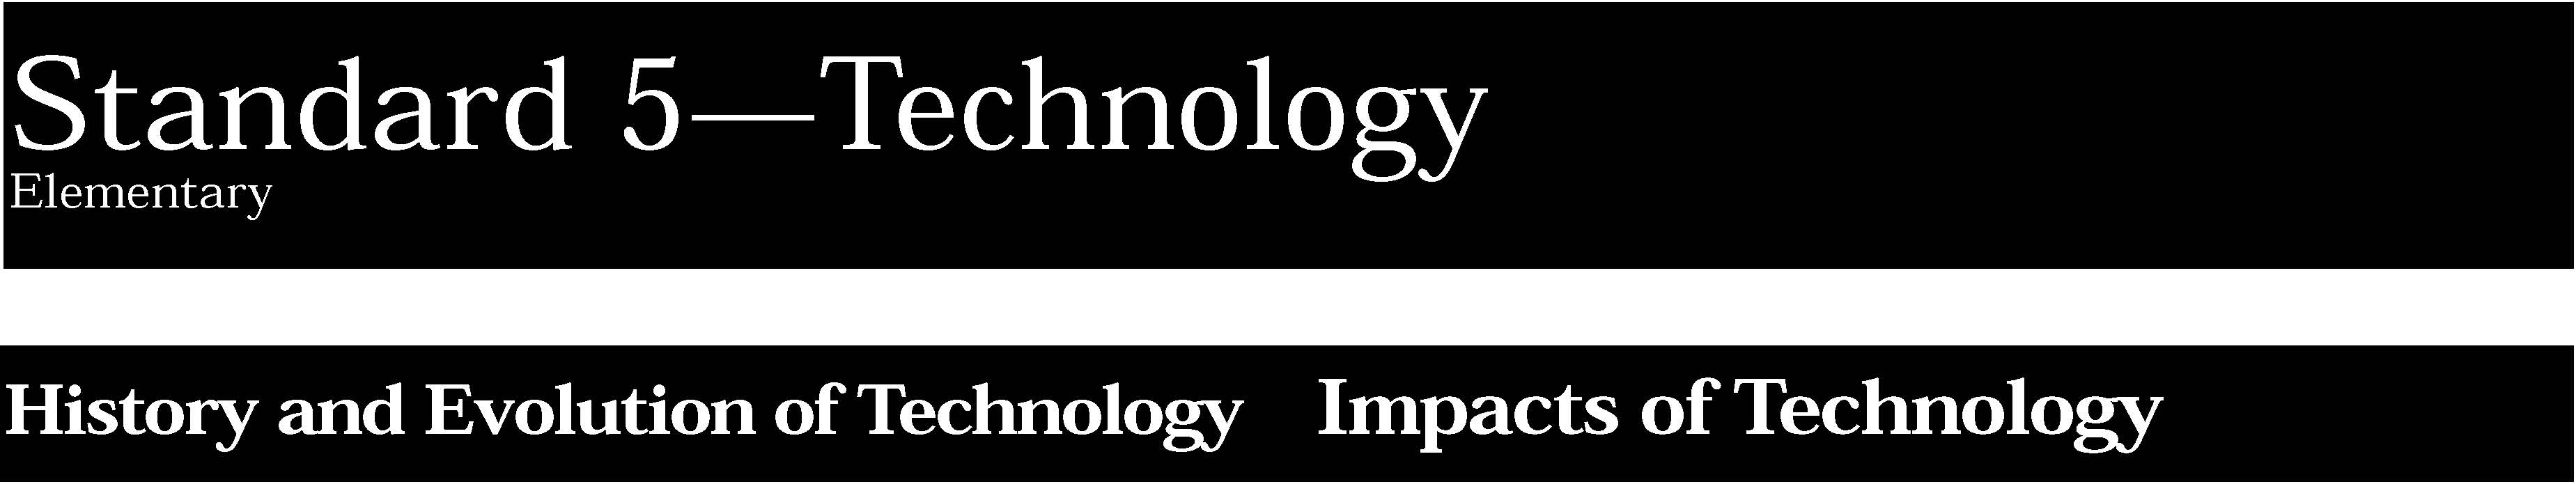 Standard 5—Technology
Elementary
History and Evolution of Technology Impacts of Technology